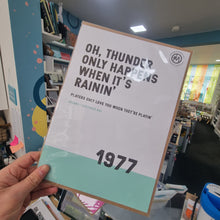 OH, THUNDER
ONLY HAPPENS
WHEN IT'S
RAININ'
PLAYERS ONLY LOVE YOU WHEN THEY'RE PLAYIN'
1977